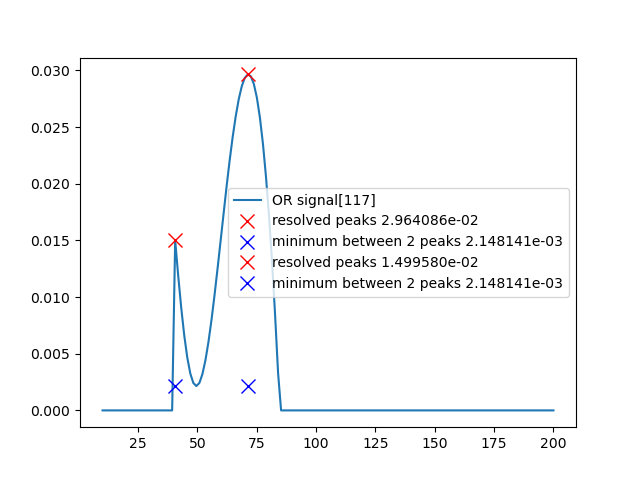 0.030
0.025
0.020
0.015
0.010
0.005
0.000
OR signal[117]
resolved peaks 2.964086e-02
minimum between 2 peaks 2.148141e-03
resolved peaks 1.499580e-02
minimum between 2 peaks 2.148141e-03
25 50 75 100 125 150 175 200